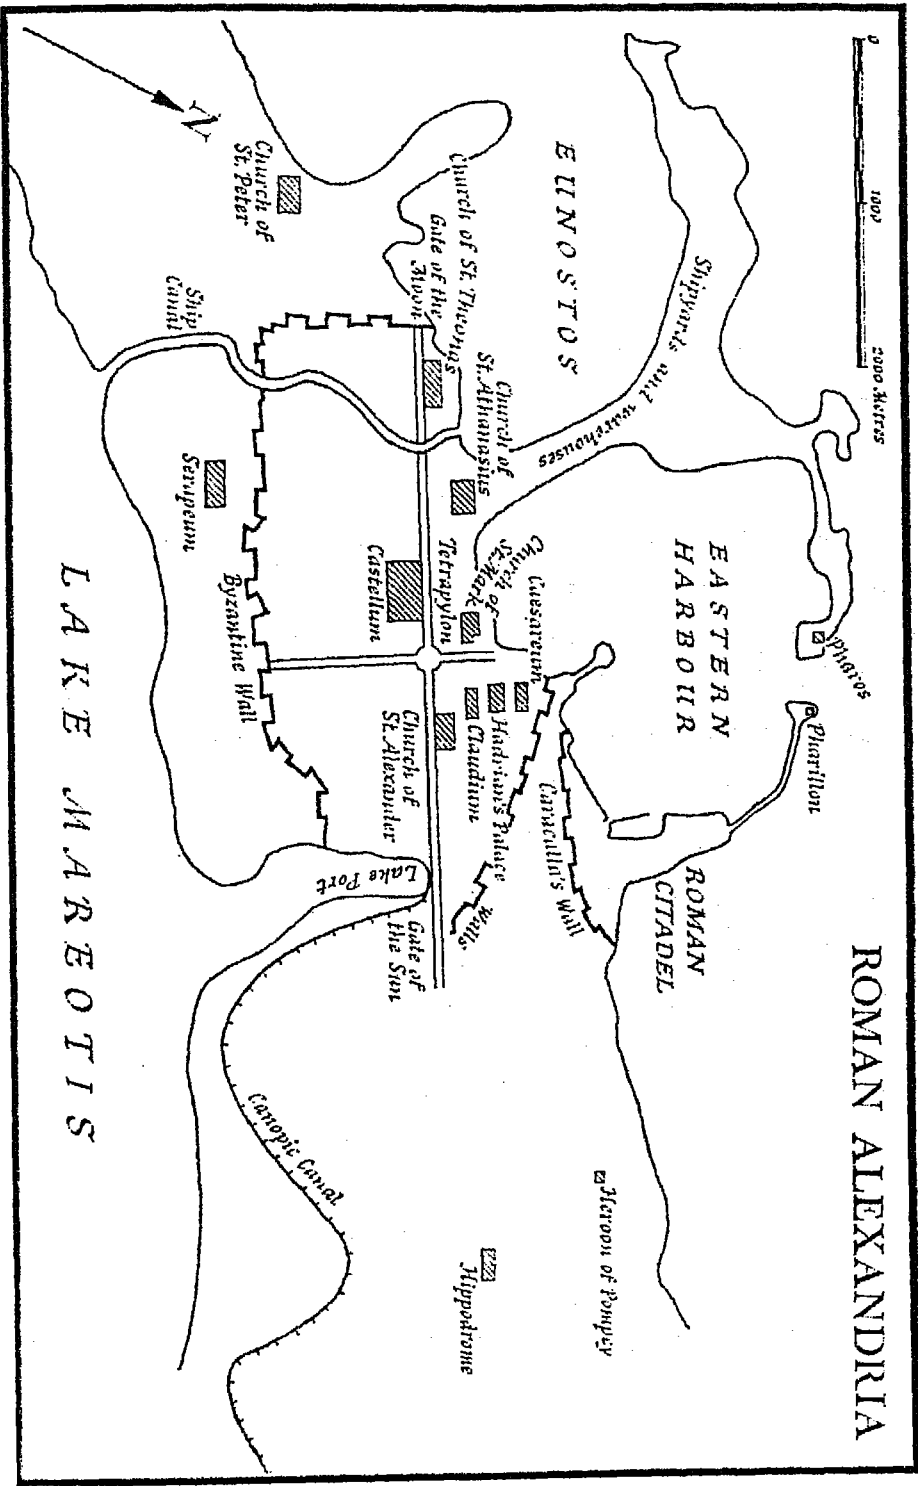 ROMAN ALEXANDRIA
0 1000 2000 Metres
N
EUNOSTOS
Shipyards and warehouses
EASTERN
HARBOUR
Pharos
Pharillon
ROMAN
CITADEL
Church of
St. Peter
Church of St. Theonas
Gate of the
Moon
Church of
St. Athanasius
Church of
St. Mark
Caesareum
Tetrapylon
Castellum
Hadrian's Palace
Claudium
Church of
St. Alexander
Caracalla's Wall
Walls
Ship
Canal
Serapeum
Byzantine Wall
Lake Port
Gate of
the Sun
Canopic Canal
Heroon of Pompey
Hippodrome
LAKE MAREOTIS